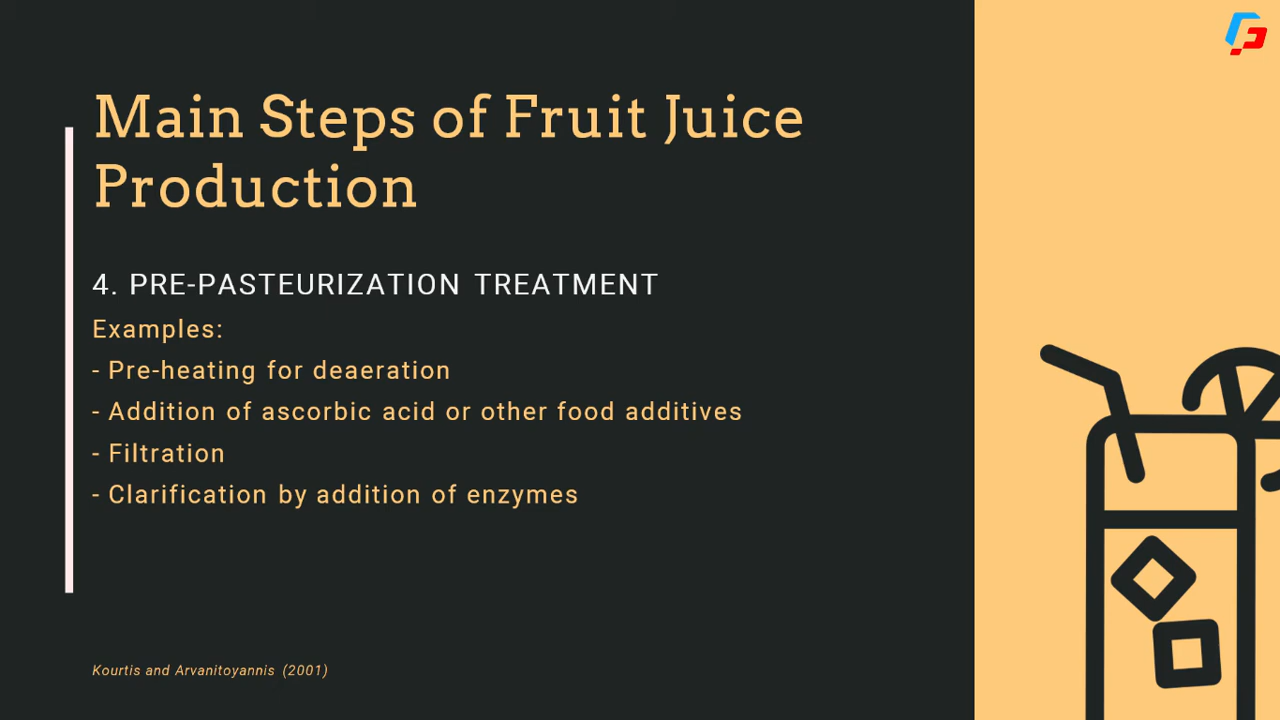 Main Steps of Fruit Juice
Production
4. PRE-PASTEURIZATION TREATMENT
Examples:
- Pre-heating for deaeration
- Addition of ascorbic acid or other food additives
- Filtration
- Clarification by addition of enzymes
Kourtis and Arvanitoyannis (2001)